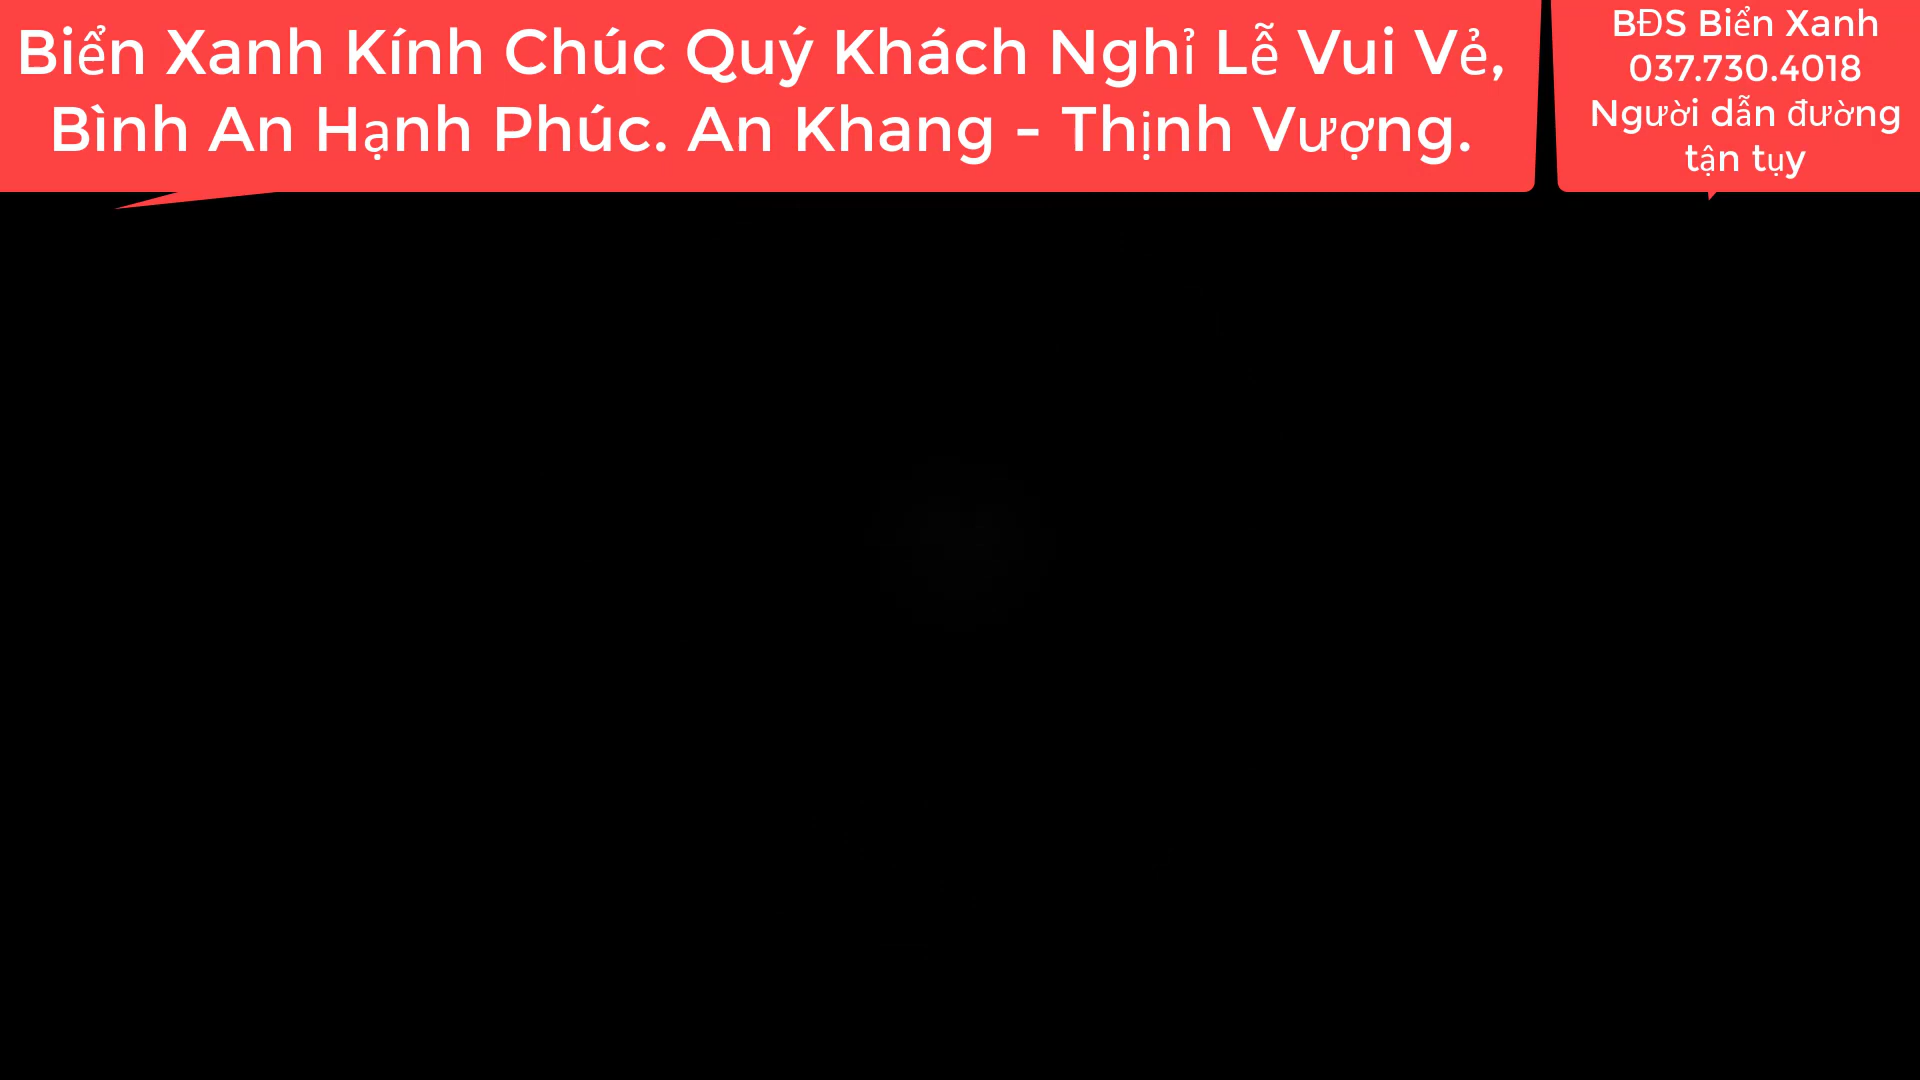 Biển Xanh Kính Chúc Quý Khách Nghỉ Lễ Vui Vẻ,
Bình An Hạnh Phúc. An Khang - Thịnh Vượng.
BĐS Biển Xanh
037.730.4018
Người dẫn đường
tận tụy